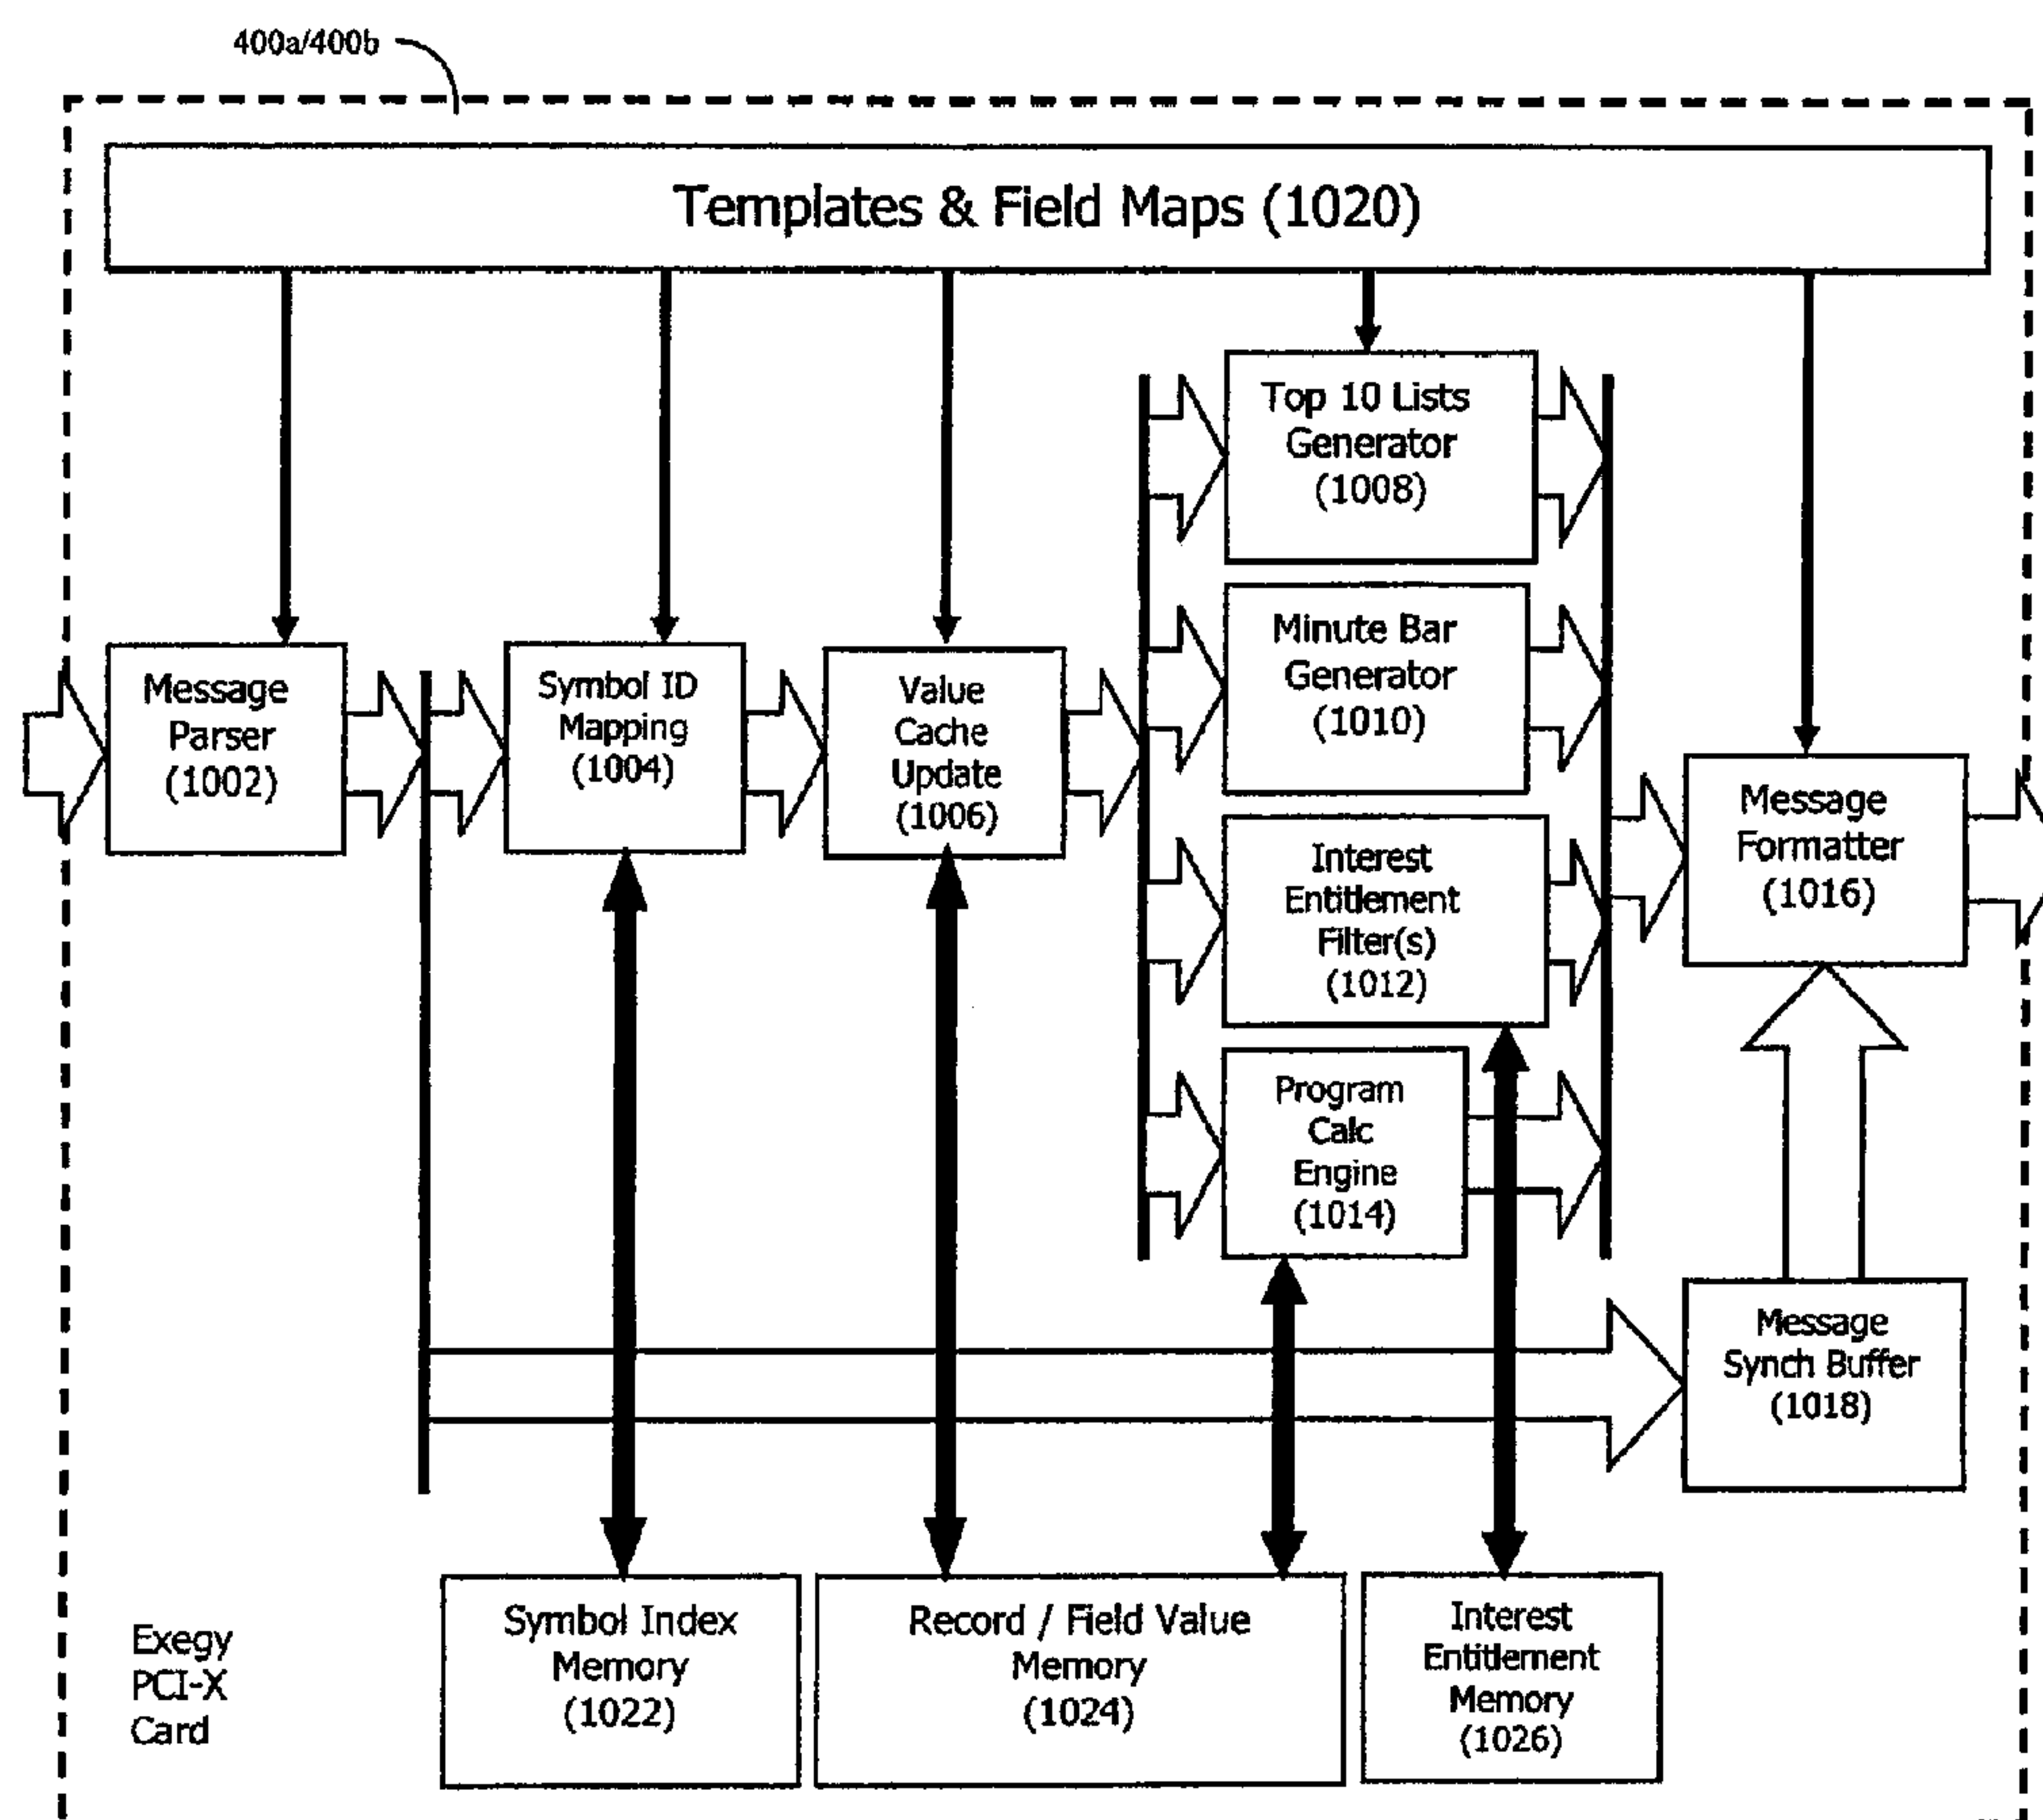 400a/400b
Templates & Field Maps (1020)
Top 10 Lists
Generator
(1008)
Minute Bar
Generator
(1010)
Message
Parser
(1002)
Symbol ID
Mapping
(1004)
Value
Cache
Update
(1006)
Interest
Entitlement
Filter(s)
(1012)
Message
Formatter
(1016)
Program
Calc
Engine
(1014)
Message
Synch Buffer
(1018)
Exegy
PCI-X
Card
Symbol Index
Memory
(1022)
Record / Field Value
Memory
(1024)
Interest
Entitlement
Memory
(1026)